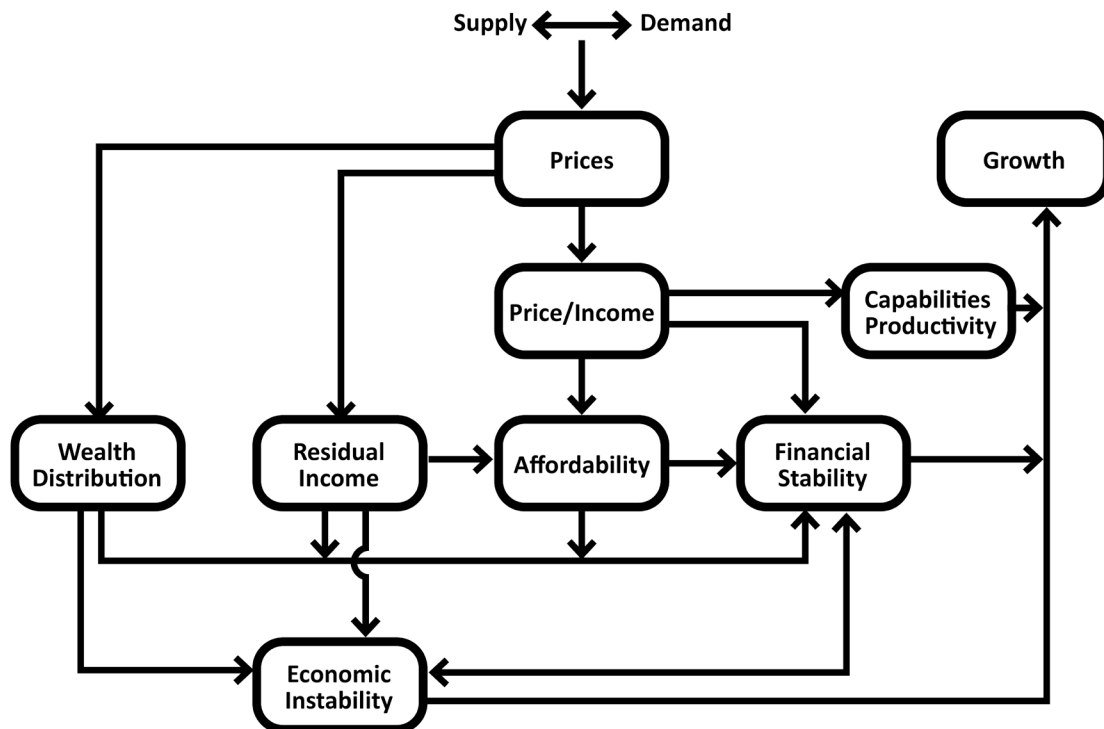 Supply
Demand
Prices
Growth
Price/Income
Capabilities
Productivity
Wealth
Distribution
Residual
Income
Affordability
Financial
Stability
Economic
Instability